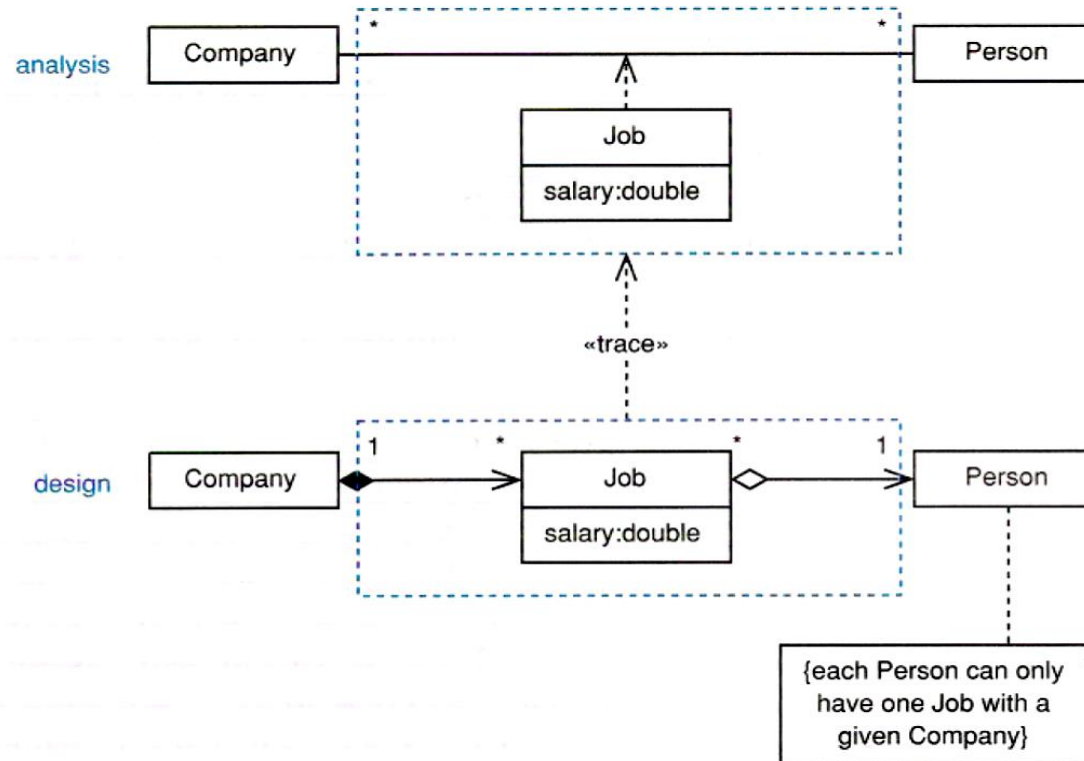 analysis
Company
*
*
Person
Job
salary:double
«trace»
design
Company
1
*
Job
salary:double
*
1
Person
{each Person can only
have one Job with a
given Company}